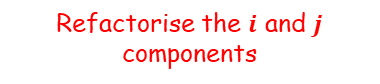 Refactorise the i and j
components